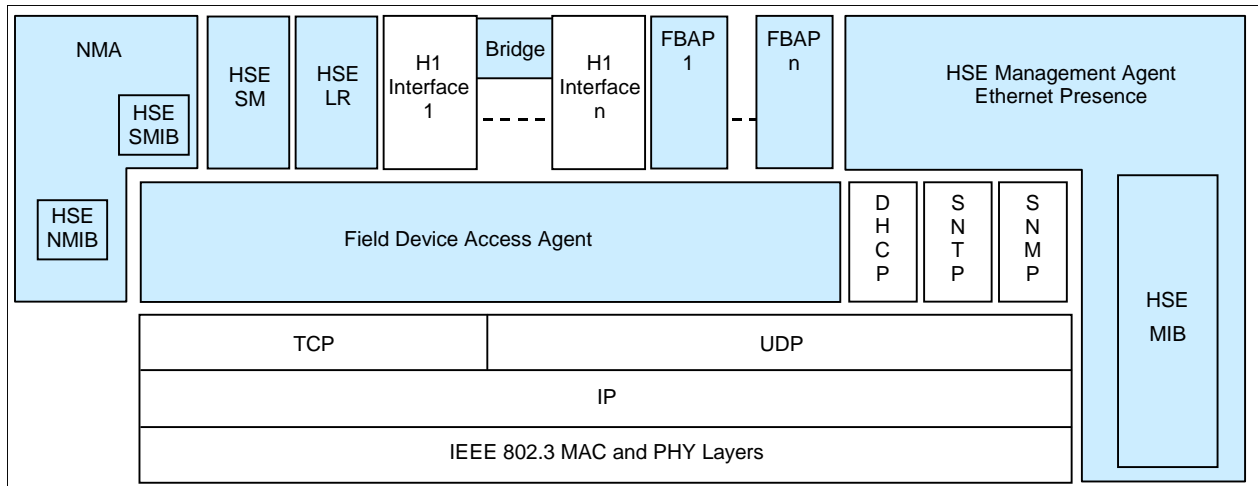 NMA
HSE
SMIB
HSE
NMIB
HSE
SM
HSE
LR
H1
Interface
1
Bridge
H1
Interface
n
FBAP
1
FBAP
n
HSE Management Agent
Ethernet Presence
Field Device Access Agent
D
H
C
P
S
N
T
P
S
N
M
P
HSE
MIB
TCP
UDP
IP
IEEE 802.3 MAC and PHY Layers